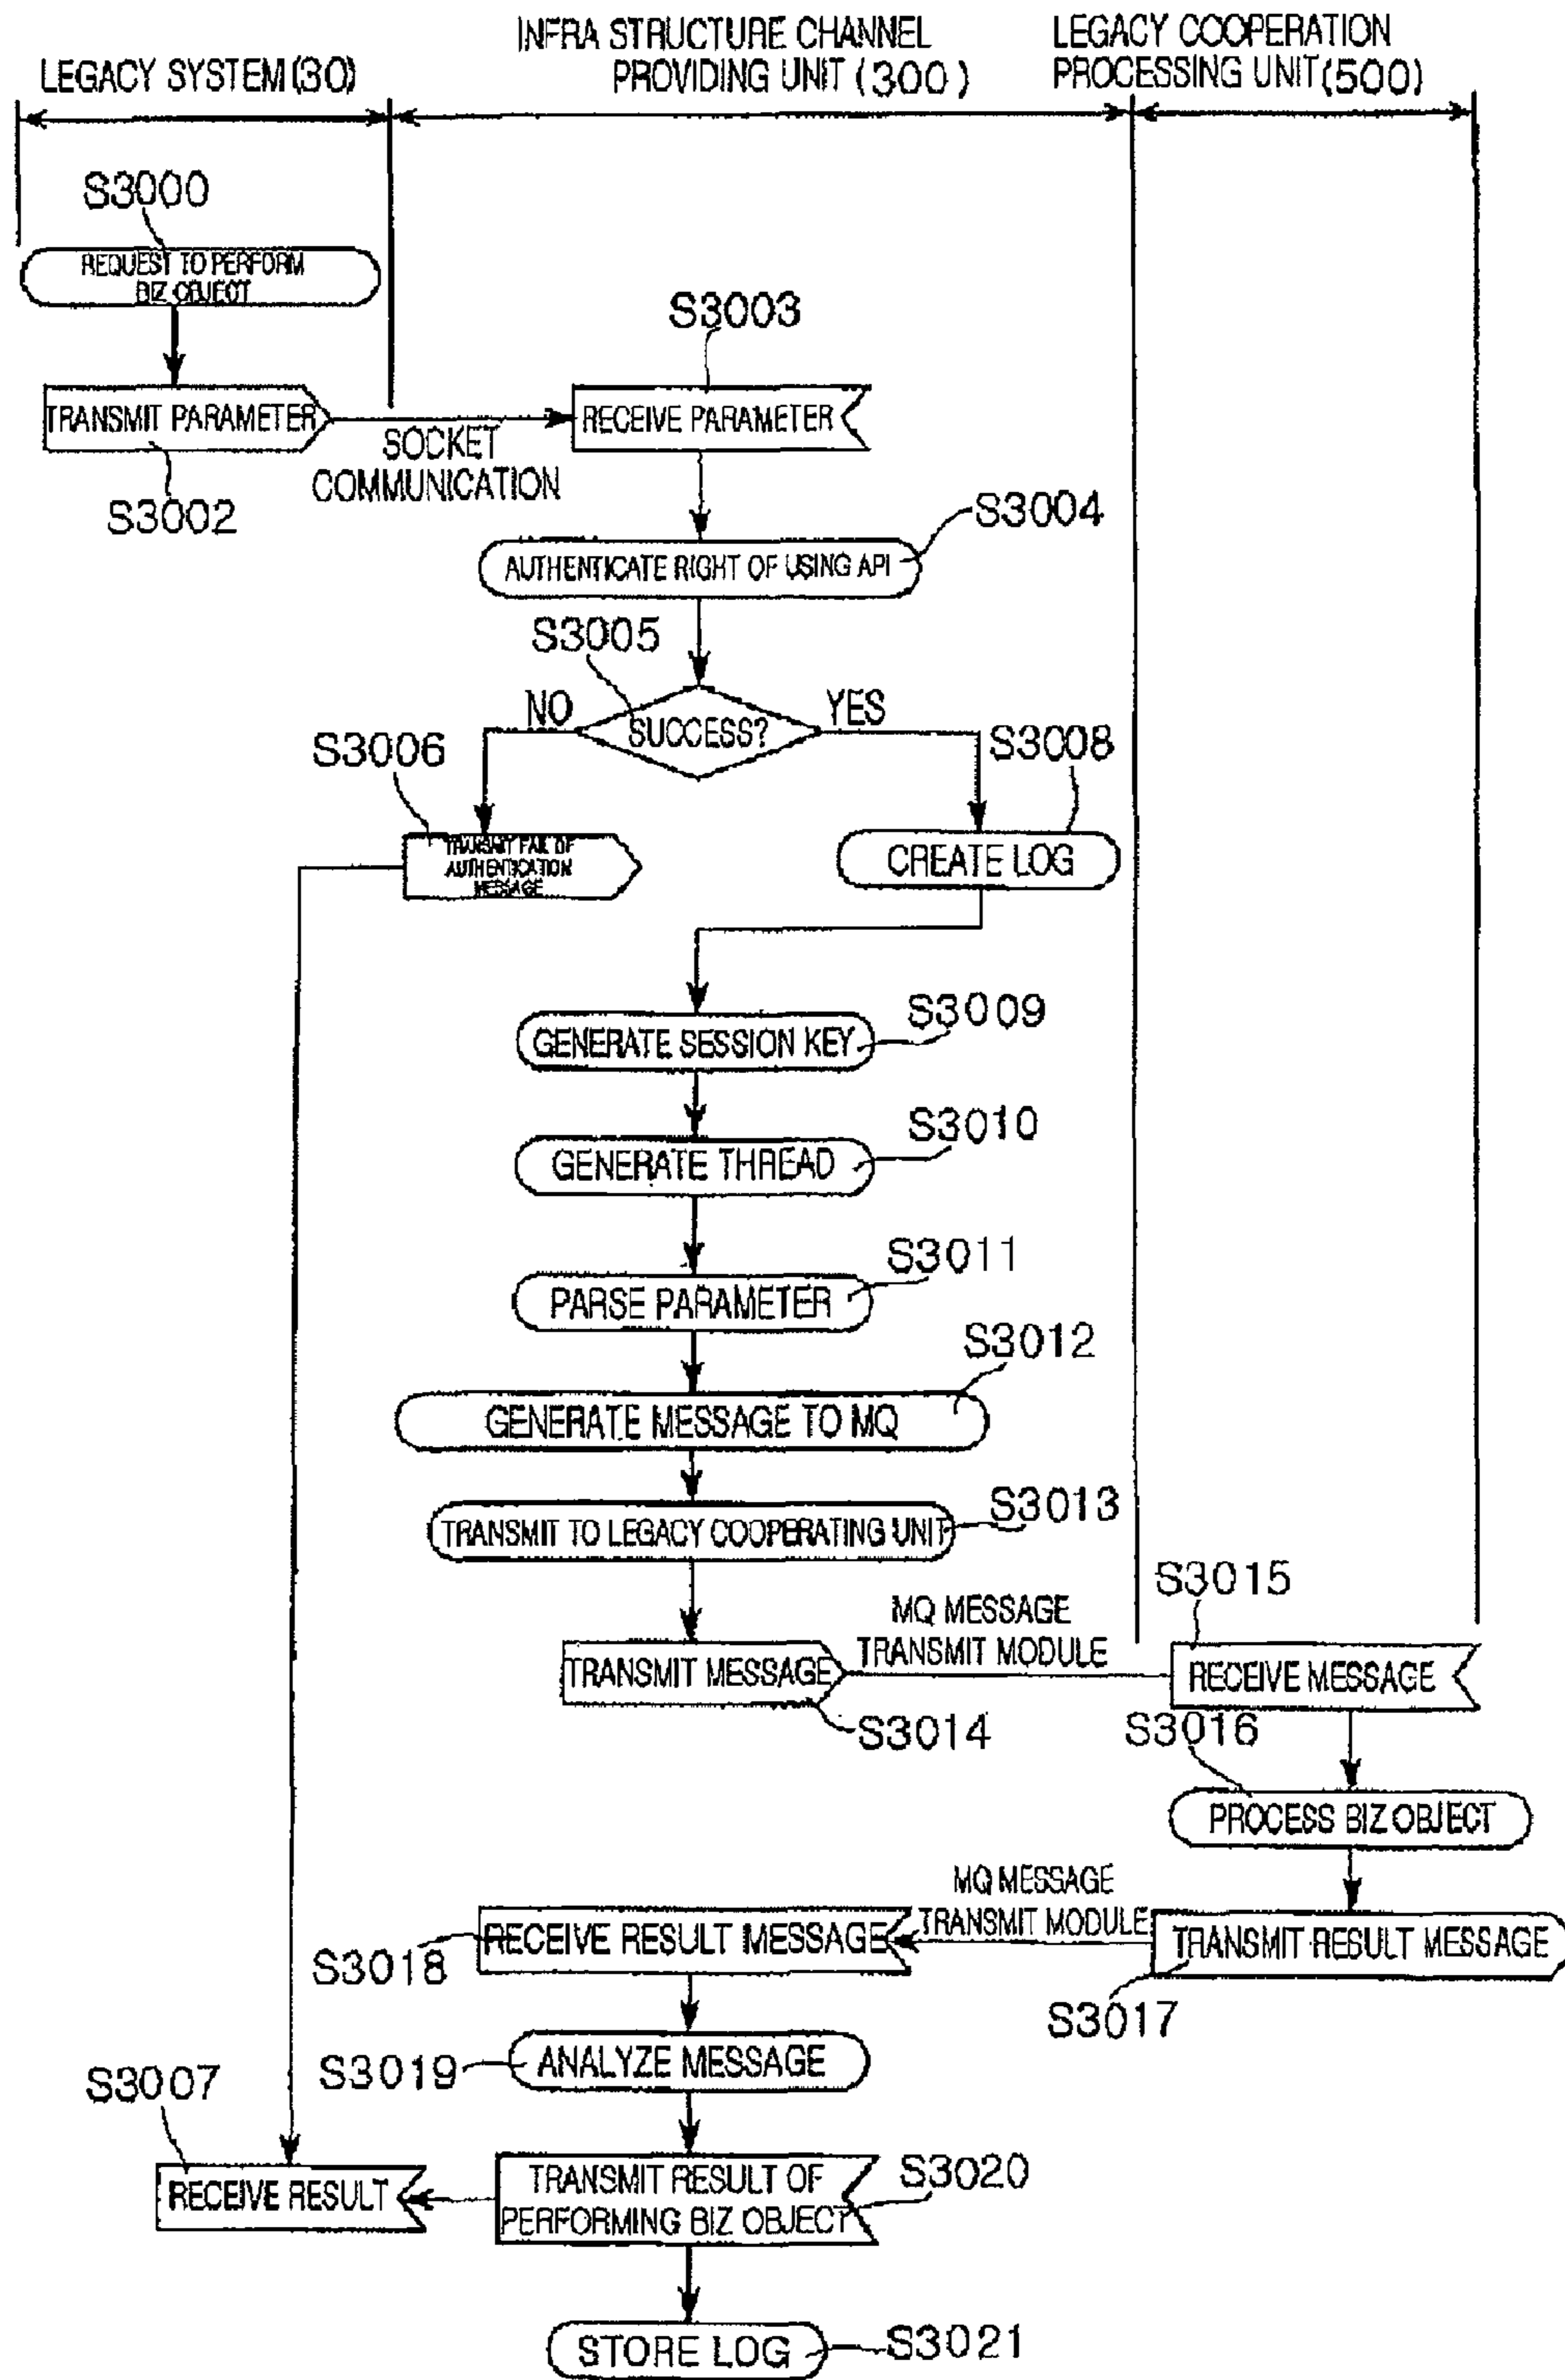 LEGACY SYSTEM(30)
INFRA STRUCTURE CHANNEL
PROVIDING UNIT (300)
LEGACY COOPERATION
PROCESSING UNIT(500)
S3000
REQUEST TO PERFORM
BIZ OBJECT
S3003
TRANSMIT PARAMETER
RECEIVE PARAMETER
SOCKET
COMMUNICATION
S3002
S3004
AUTHENTICATE RIGHT OF USING API
S3005
NO
YES
SUCCESS?
S3006
S3008
TRANSMIT FAIL OF
AUTHENTICATION
MESSAGE
CREATE LOG
S3009
GENERATE SESSION KEY
S3010
GENERATE THREAD
S3011
PARSE PARAMETER
S3012
GENERATE MESSAGE TO MQ
S3013
TRANSMIT TO LEGACY COOPERATING UNIT
S3015
MQ MESSAGE
TRANSMIT MODULE
TRANSMIT MESSAGE
RECEIVE MESSAGE
S3014
S3016
PROCESS BIZ OBJECT
MQ MESSAGE
TRANSMIT MODULE
RECEIVE RESULT MESSAGE
TRANSMIT RESULT MESSAGE
S3018
S3017
S3019
ANALYZE MESSAGE
S3007
RECEIVE RESULT
TRANSMIT RESULT OF
PERFORMING BIZ OBJECT
S3020
STORE LOG
S3021